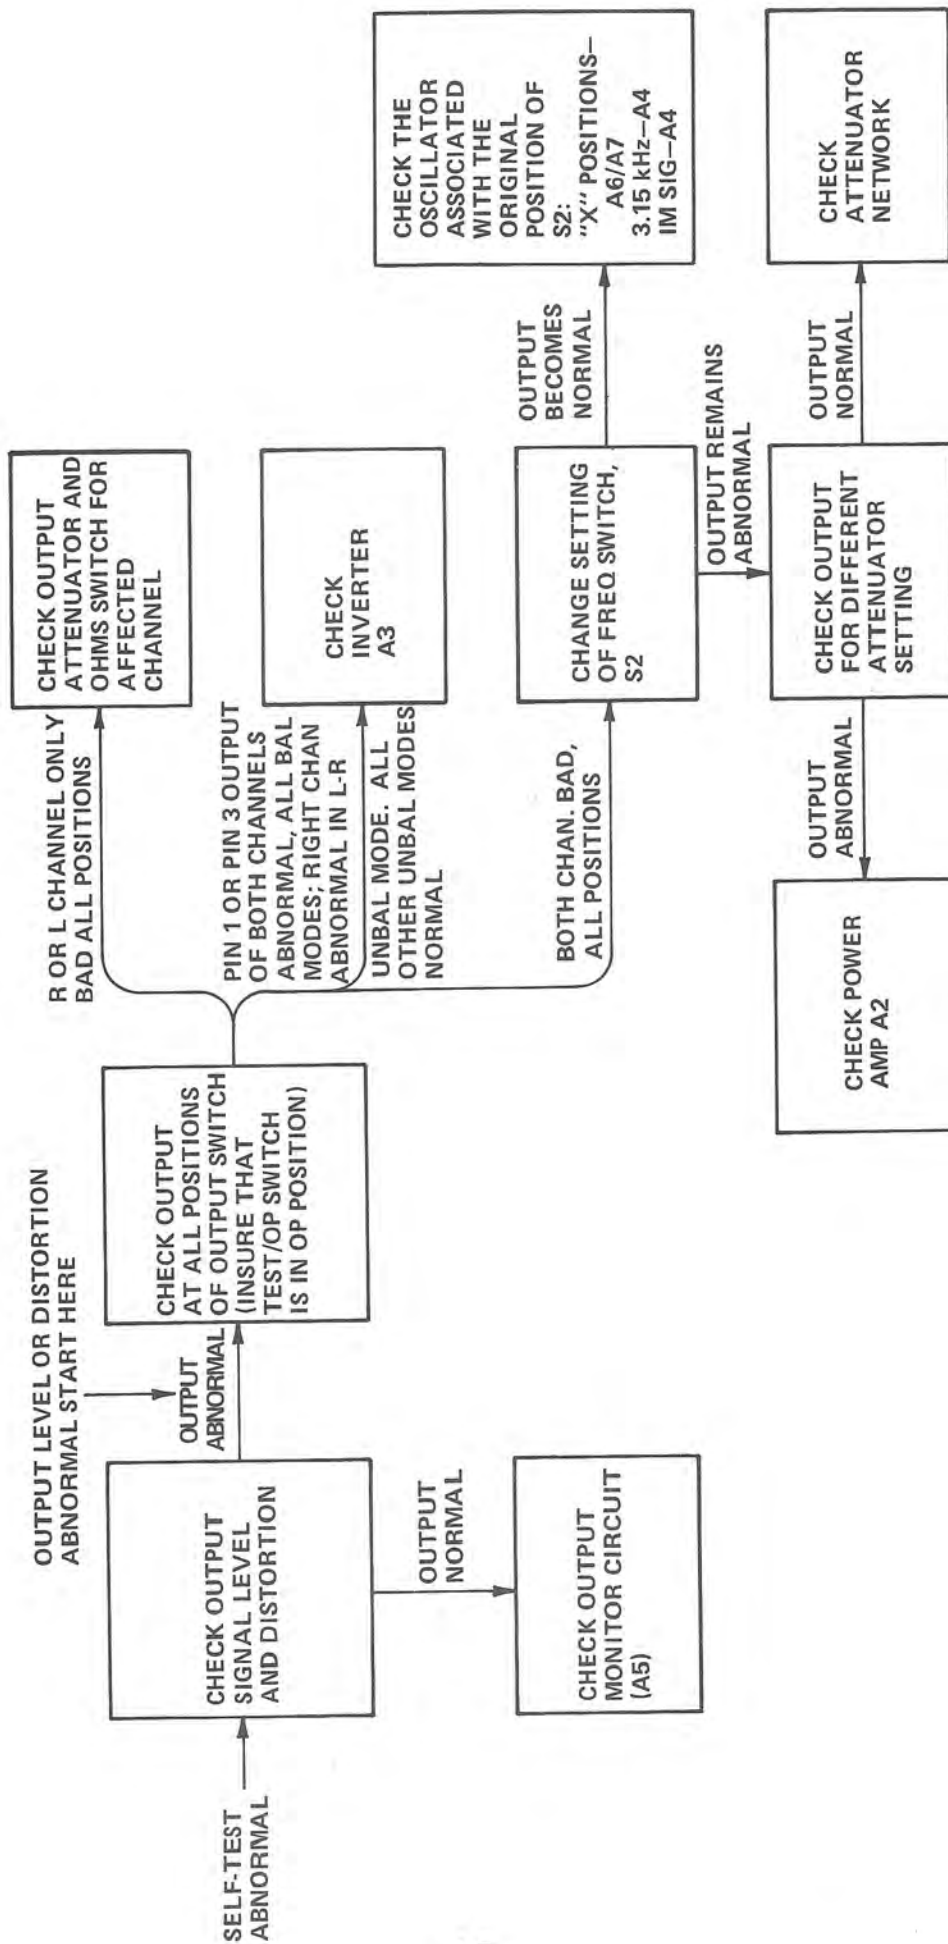 SELF-TEST
ABNORMAL
CHECK OUTPUT
SIGNAL LEVEL
AND DISTORTION
OUTPUT
NORMAL
CHECK OUTPUT
MONITOR CIRCUIT
(A5)
OUTPUT LEVEL OR DISTORTION
ABNORMAL START HERE
OUTPUT
ABNORMAL
CHECK OUTPUT
AT ALL POSITIONS
OF OUTPUT SWITCH
(INSURE THAT
TEST/OP SWITCH
IS IN OP POSITION)
R OR L CHANNEL ONLY
BAD ALL POSITIONS
CHECK OUTPUT
ATTENUATOR AND
OHMS SWITCH FOR
AFFECTED
CHANNEL
PIN 1 OR PIN 3 OUTPUT
OF BOTH CHANNELS
ABNORMAL, ALL BAL
MODES; RIGHT CHAN
ABNORMAL IN L-R
UNBAL MODE. ALL
OTHER UNBAL MODES
NORMAL
CHECK
INVERTER
A3
BOTH CHAN. BAD,
ALL POSITIONS
CHANGE SETTING
OF FREQ SWITCH,
S2
OUTPUT
BECOMES
NORMAL
CHECK THE
OSCILLATOR
ASSOCIATED
WITH THE
ORIGINAL
POSITION OF
S2:
"X" POSITIONS—
A6/A7
3.15 kHz—A4
IM SIG—A4
OUTPUT REMAINS
ABNORMAL
CHECK OUTPUT
FOR DIFFERENT
ATTENUATOR
SETTING
OUTPUT NORMAL
CHECK
ATTENUATOR
NETWORK
OUTPUT
ABNORMAL
CHECK POWER
AMP A2